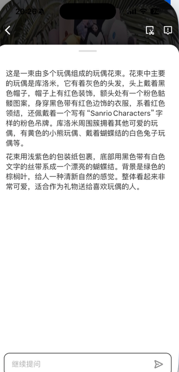 这是一束由多个玩偶组成的玩偶花束。花束中主要
的玩偶是库洛米，它有着灰色的头发，头上戴着黑
色帽子，帽子上有红色装饰，额头处有一个粉色骷
髅图案，身穿黑色带有红色边饰的衣服，系着红色
领结，还佩戴着一个写有“Sanrio Characters”字
样的粉色吊牌。库洛米周围簇拥着其他可爱的玩
偶，有黄色的小熊玩偶、戴着蝴蝶结的白色兔子玩
偶等。
花束用浅紫色的包装纸包裹，底部用黑色带有白色
文字的丝带系成一个漂亮的蝴蝶结。背景是绿色的
棕榈叶，给人一种清新自然的感觉。整体看起来非
常可爱，适合作为礼物送给喜欢玩偶的人。
继续提问